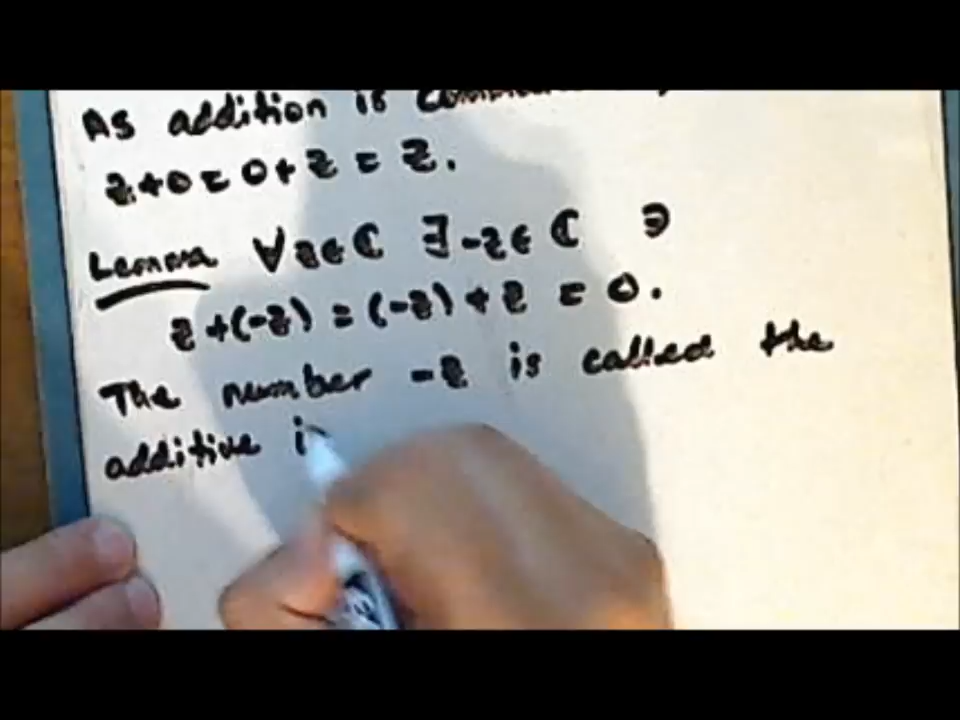 As addition is
z+0=0+z = z.
Lemma ∀z∈ℂ ∃-z∈ℂ ∋
z+(-z) = (-z)+z = 0.
The number -z is called the
additive i